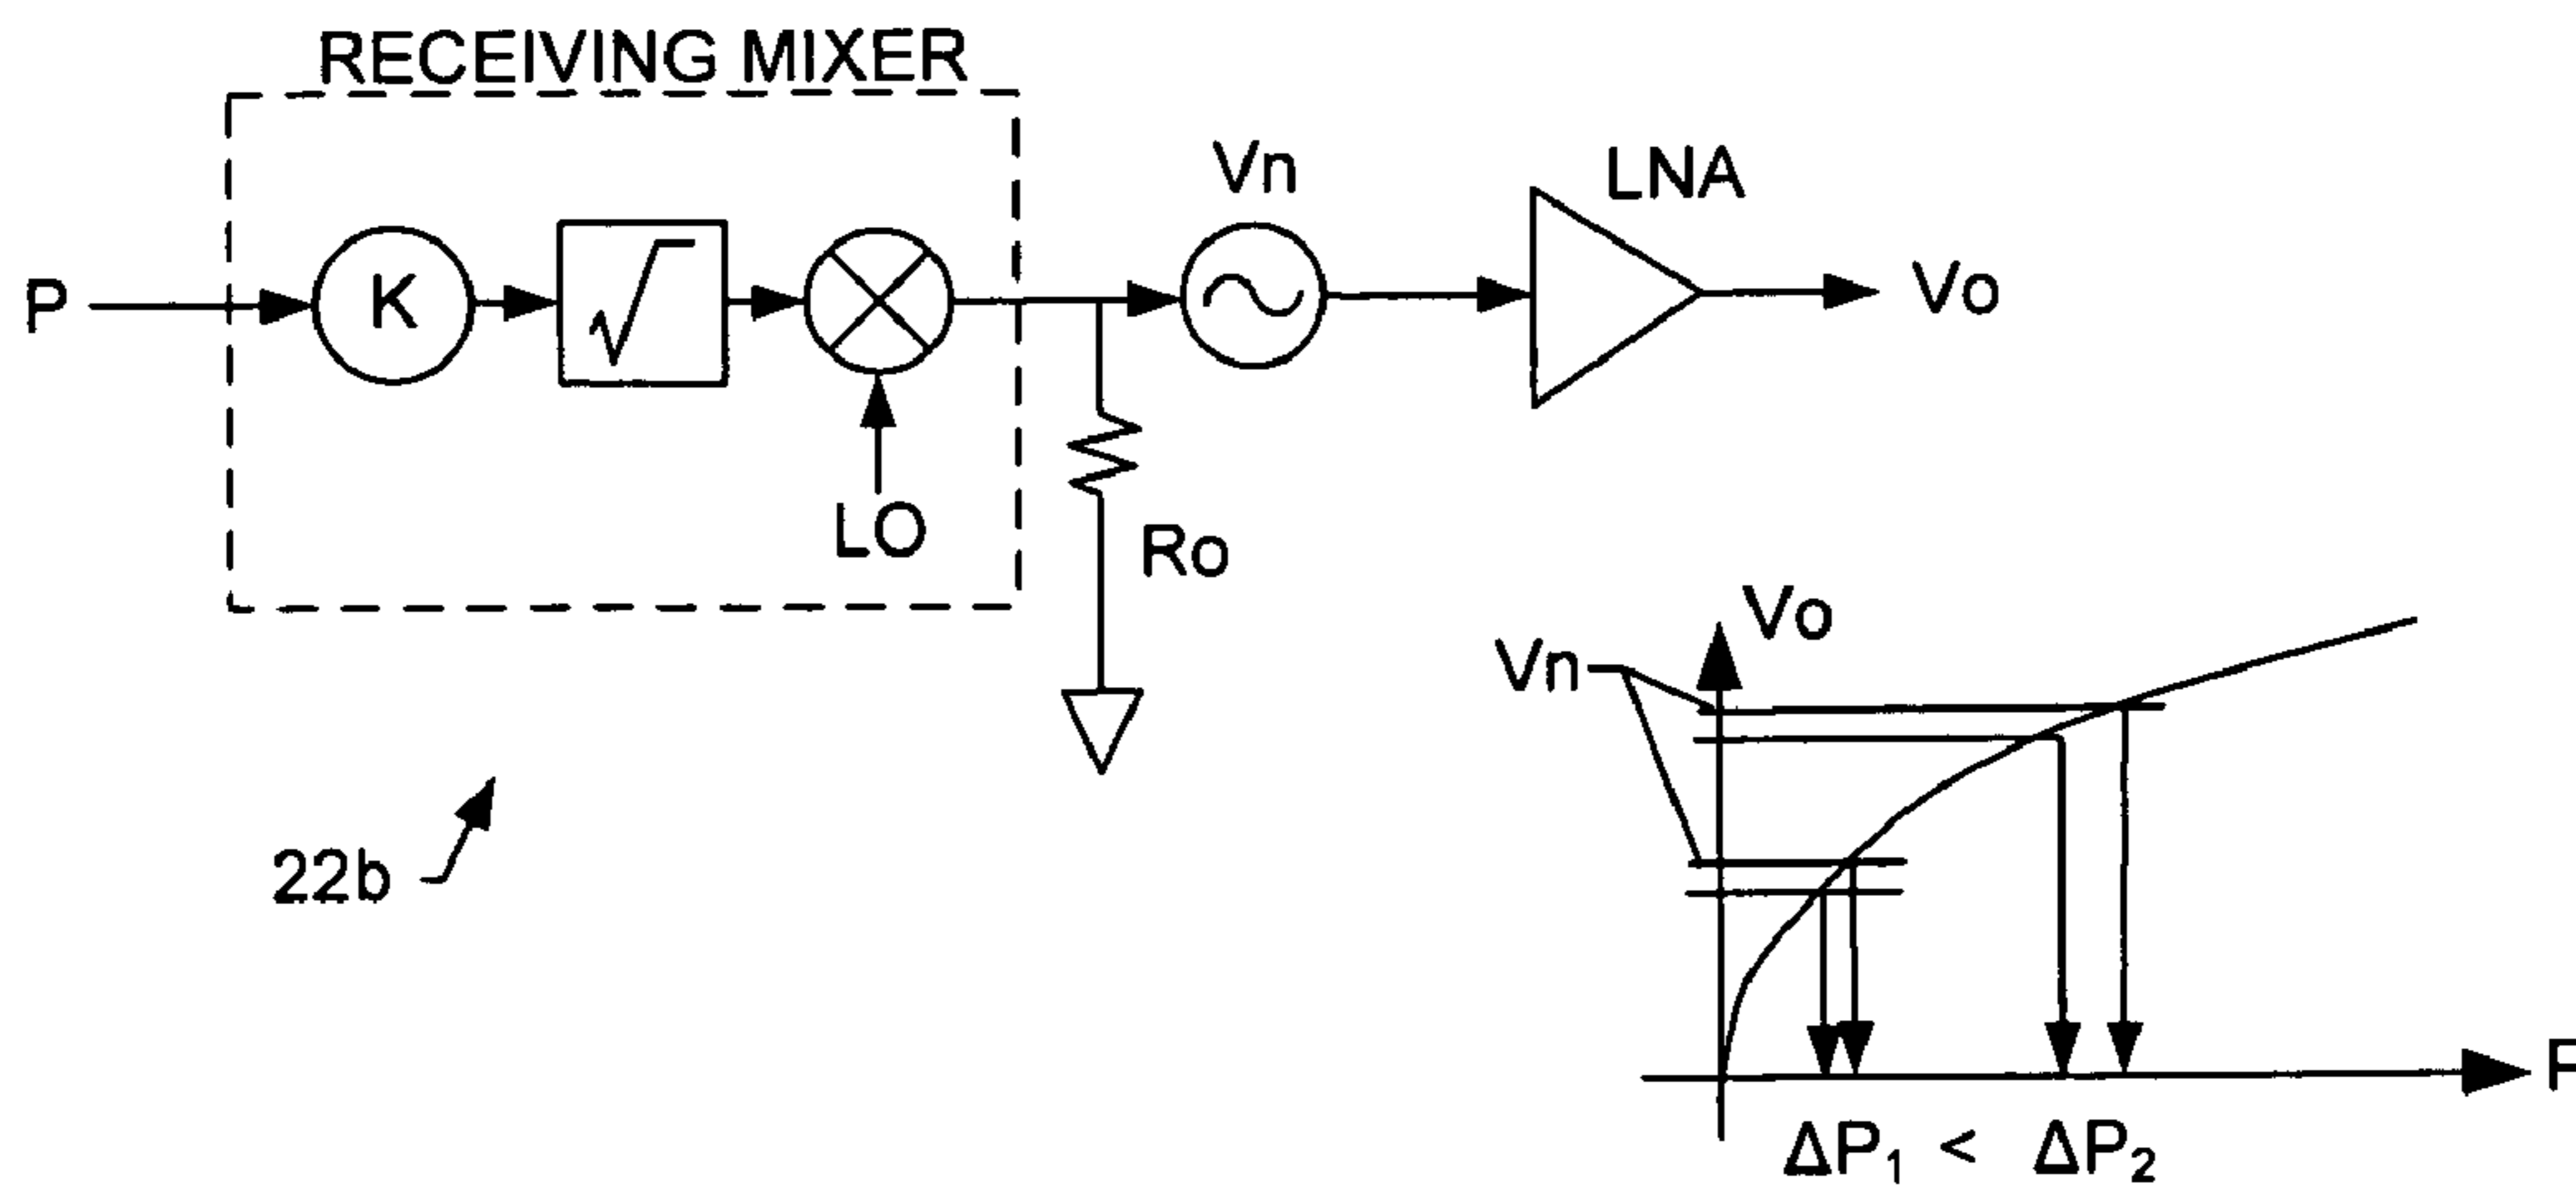 RECEIVING MIXER
P
K
√
LO
Ro
Vn
LNA
Vo
22b
Vo
Vn
ΔP₁ < ΔP₂